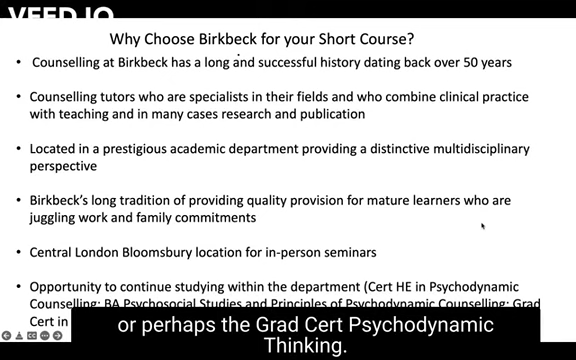 VEED.IO
Why Choose Birkbeck for your Short Course?
• Counselling at Birkbeck has a long and successful history dating back over 50 years
• Counselling tutors who are specialists in their fields and who combine clinical practice
with teaching and in many cases research and publication
• Located in a prestigious academic department providing a distinctive multidisciplinary
perspective
• Birkbeck's long tradition of providing quality provision for mature learners who are
juggling work and family commitments
• Central London Bloomsbury location for in-person seminars
• Opportunity to continue studying within the department (Cert HE in Psychodynamic
Counselling; BA Psychosocial Studies and Principles of Psychodynamic Counselling; Grad
Cert in
or perhaps the Grad Cert Psychodynamic
Thinking.